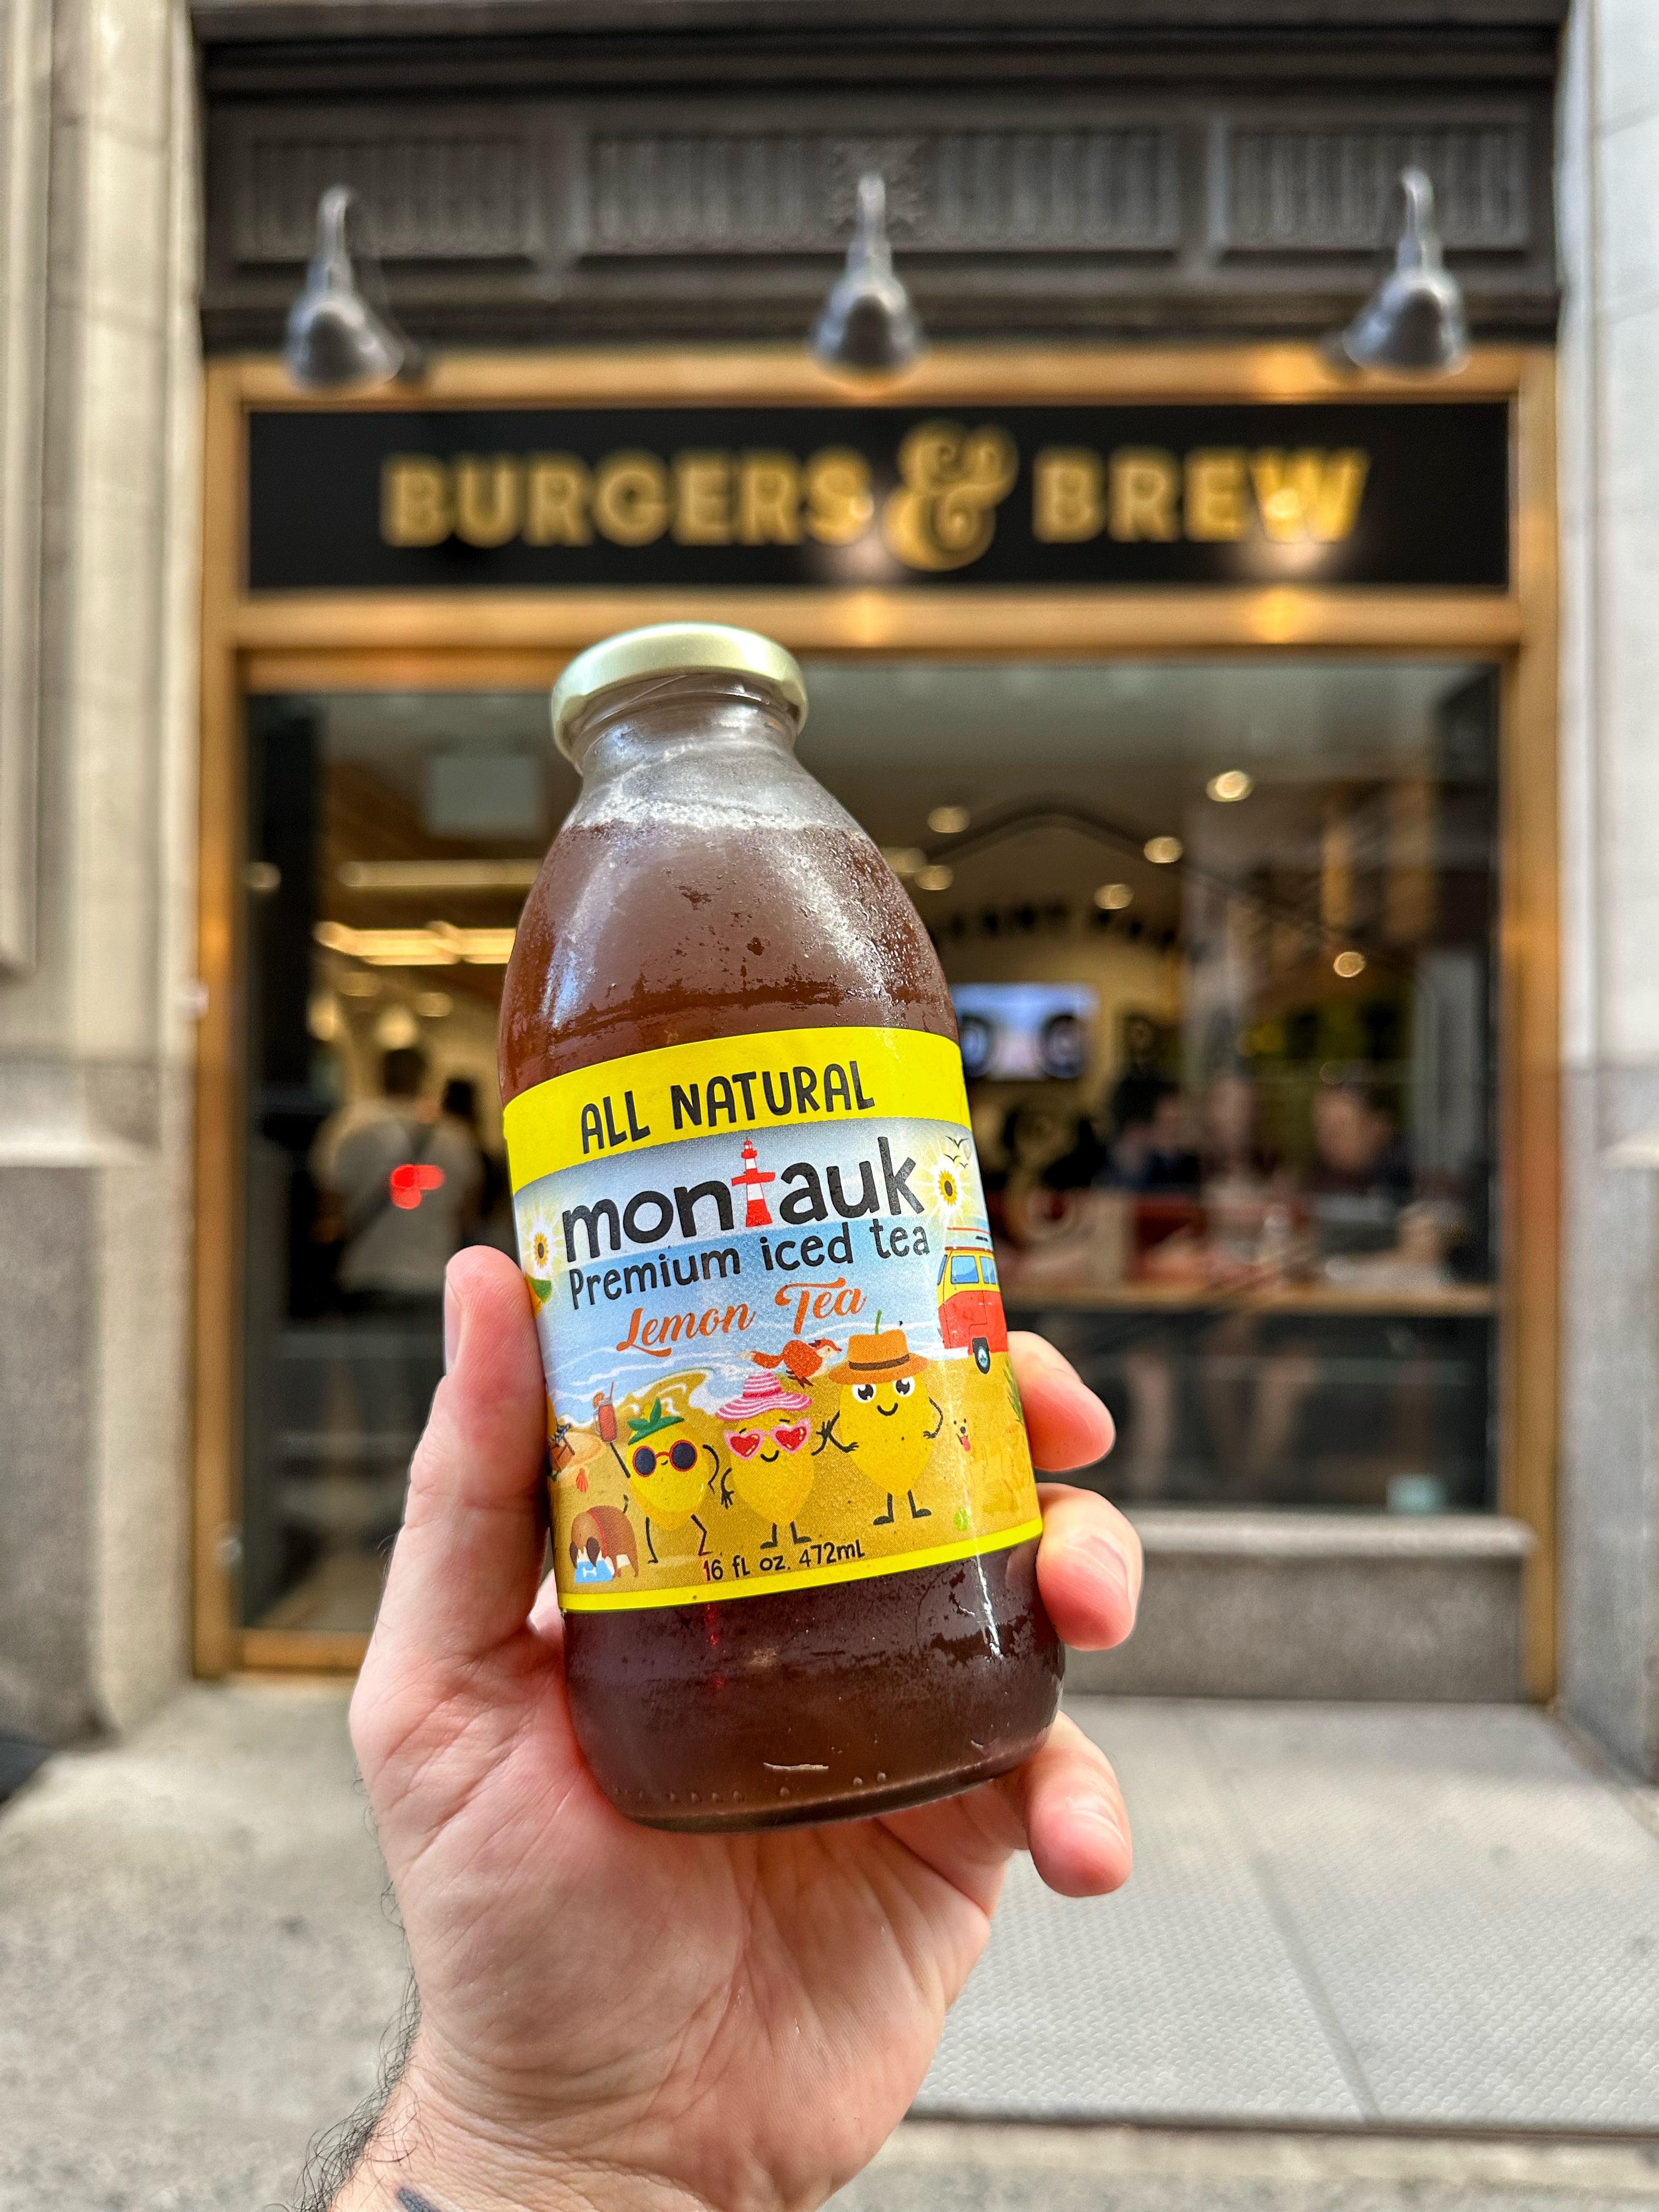 BURGERS & BREW
ALL NATURAL
montauk
Premium iced tea
Lemon Tea
16 fl oz. 472mL